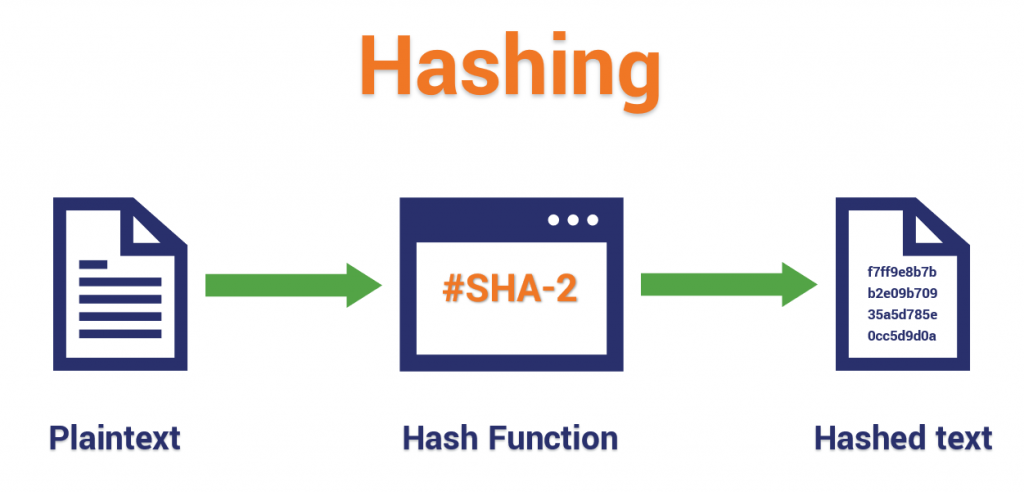 Hashing
#SHA-2
f7ff9e8b7b
b2e09b709
35a5d785e
0cc5d9d0a
Plaintext
Hash Function
Hashed text